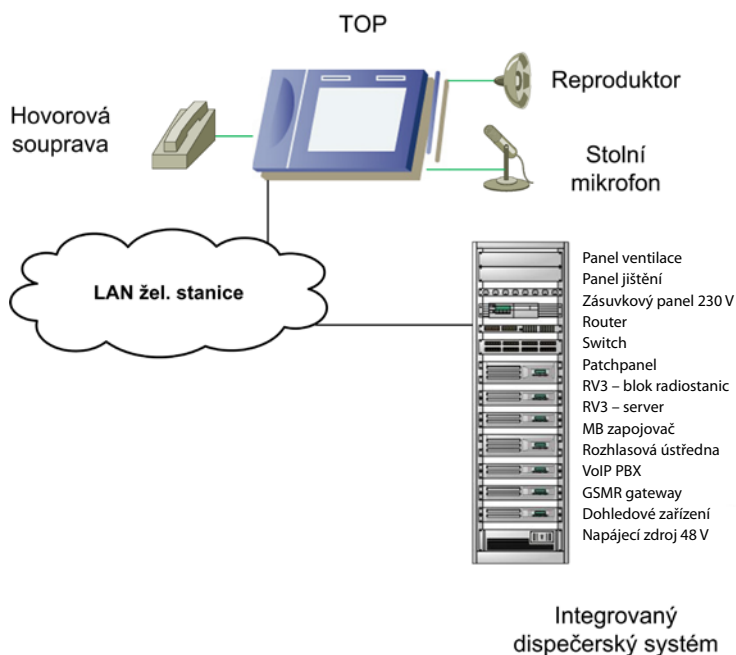 TOP
Reproduktor
Hovorová
souprava
Stolní
mikrofon
LAN žel. stanice
Panel ventilace
Panel jištění
Zásuvkový panel 230 V
Router
Switch
Patchpanel
RV3 – blok radiostanic
RV3 – server
MB zapojovač
Rozhlasová ústředna
VoIP PBX
GSMR gateway
Dohledové zařízení
Napájecí zdroj 48 V
Integrovaný
dispečerský systém